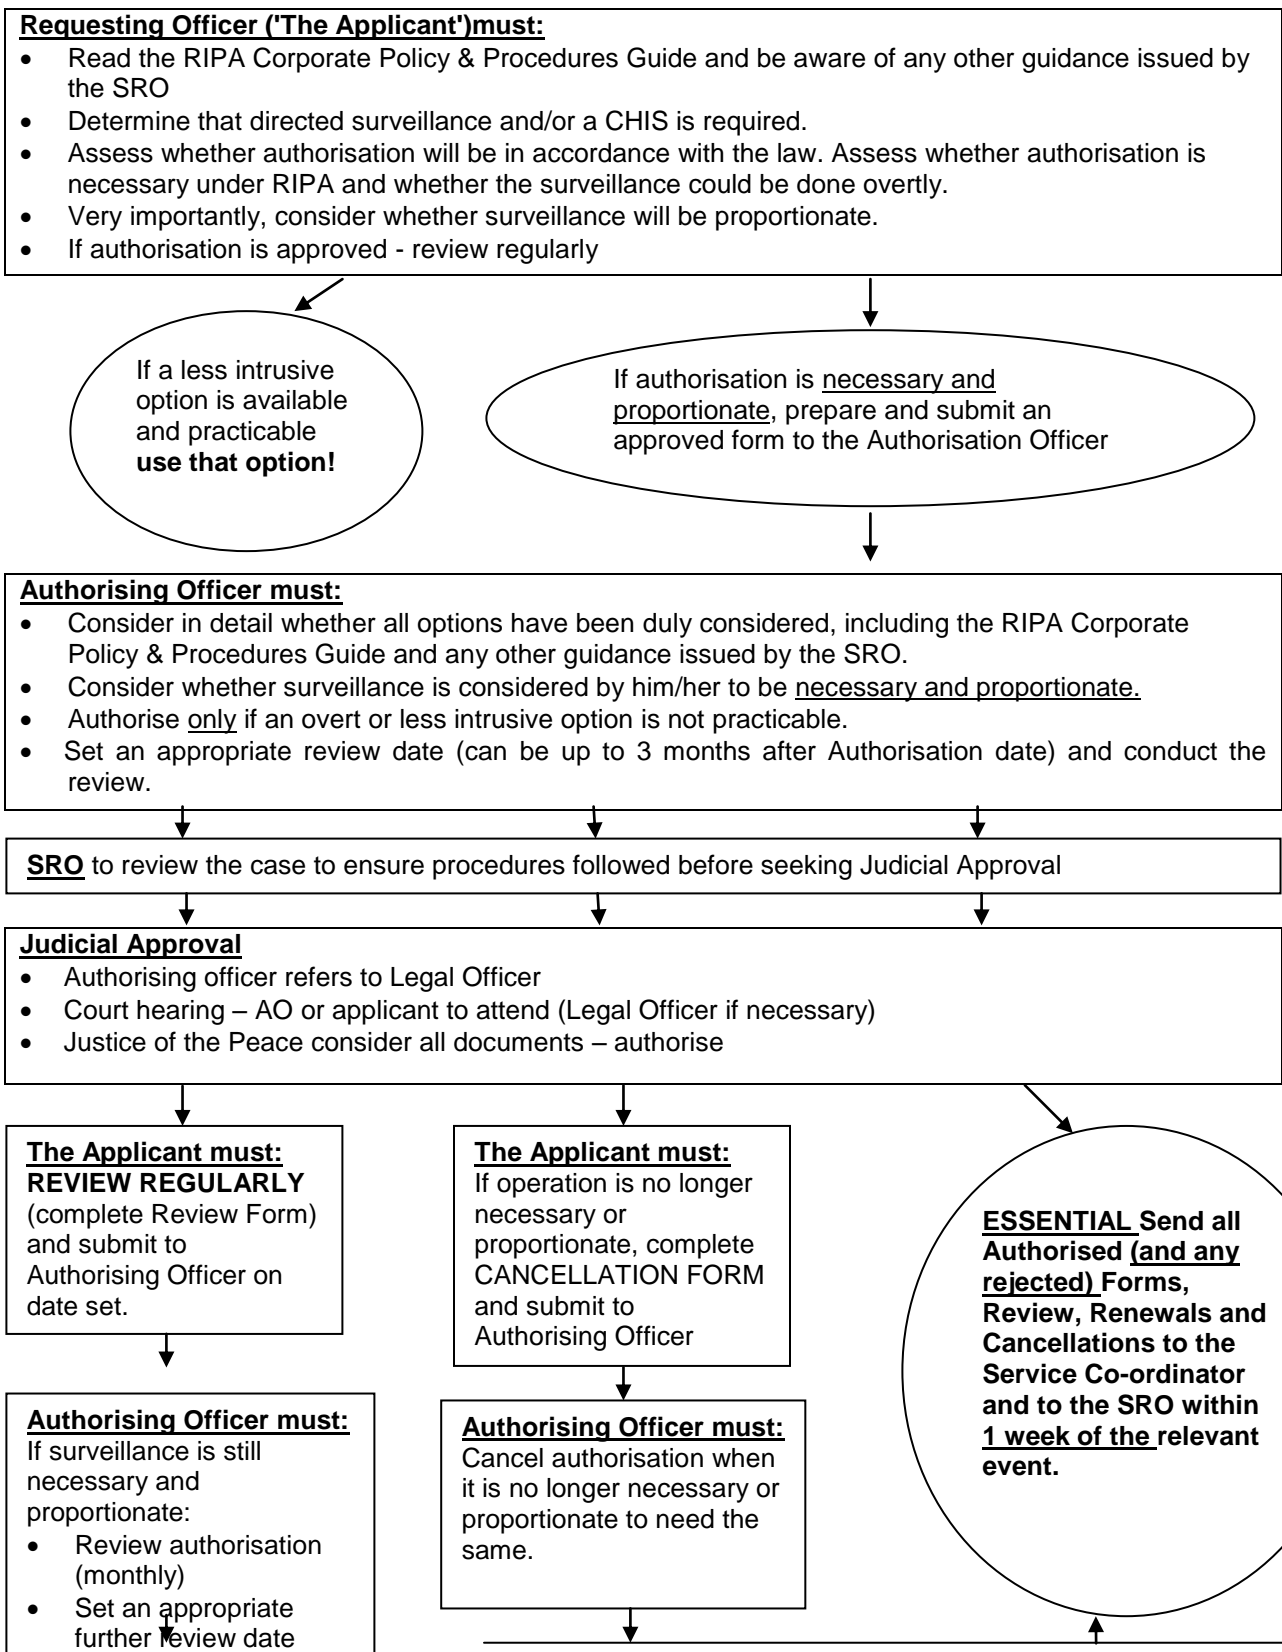 Requesting Officer ('The Applicant')must:
• Read the RIPA Corporate Policy & Procedures Guide and be aware of any other guidance issued by
the SRO
• Determine that directed surveillance and/or a CHIS is required.
• Assess whether authorisation will be in accordance with the law. Assess whether authorisation is
necessary under RIPA and whether the surveillance could be done overtly.
• Very importantly, consider whether surveillance will be proportionate.
• If authorisation is approved - review regularly
If a less intrusive
option is available
and practicable
use that option!
If authorisation is necessary and
proportionate, prepare and submit an
approved form to the Authorisation Officer
Authorising Officer must:
• Consider in detail whether all options have been duly considered, including the RIPA Corporate
Policy & Procedures Guide and any other guidance issued by the SRO.
• Consider whether surveillance is considered by him/her to be necessary and proportionate.
• Authorise only if an overt or less intrusive option is not practicable.
• Set an appropriate review date (can be up to 3 months after Authorisation date) and conduct the
review.
SRO to review the case to ensure procedures followed before seeking Judicial Approval
Judicial Approval
• Authorising officer refers to Legal Officer
• Court hearing – AO or applicant to attend (Legal Officer if necessary)
• Justice of the Peace consider all documents – authorise
The Applicant must:
REVIEW REGULARLY
(complete Review Form)
and submit to
Authorising Officer on
date set.
The Applicant must:
If operation is no longer
necessary or
proportionate, complete
CANCELLATION FORM
and submit to
Authorising Officer
ESSENTIAL Send all
Authorised (and any
rejected) Forms,
Review, Renewals and
Cancellations to the
Service Co-ordinator
and to the SRO within
1 week of the relevant
event.
Authorising Officer must:
If surveillance is still
necessary and
proportionate:
• Review authorisation
(monthly)
• Set an appropriate
further review date
Authorising Officer must:
Cancel authorisation when
it is no longer necessary or
proportionate to need the
same.